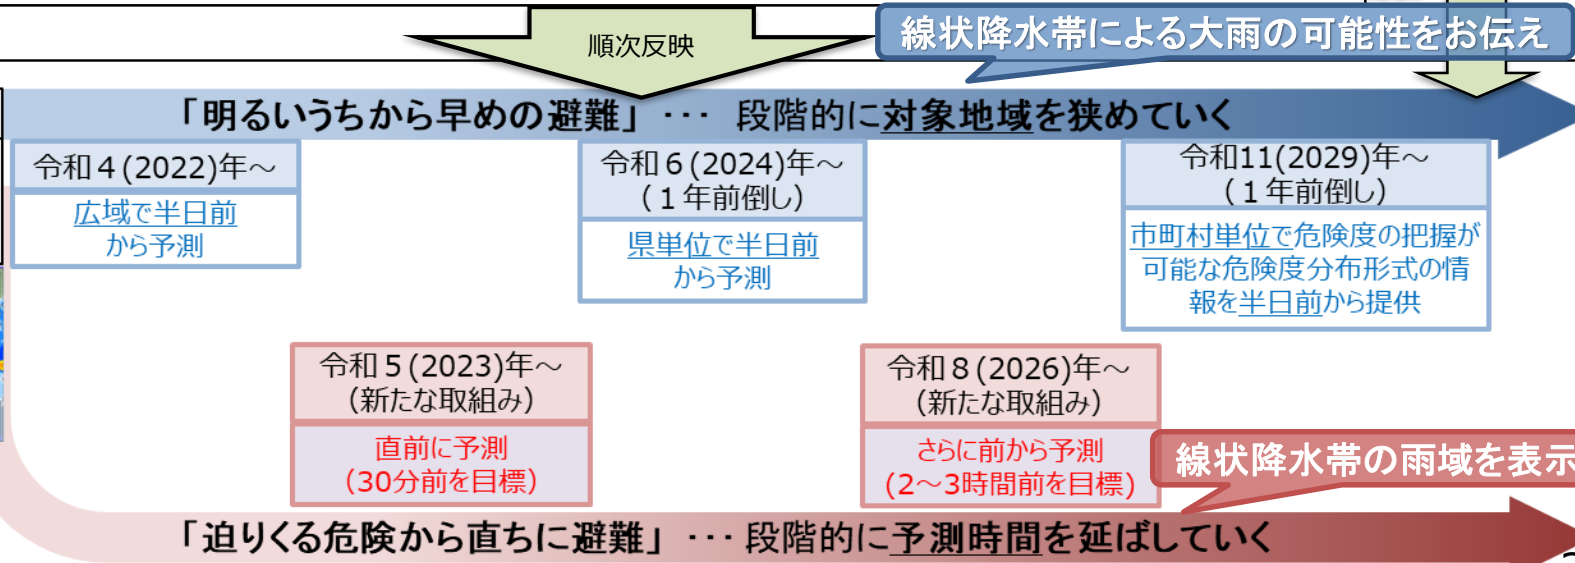 順次反映
線状降水帯による大雨の可能性をお伝え
「明るいうちから早めの避難」･･･ 段階的に対象地域を狭めていく
令和４(2022)年～
広域で半日前
から予測
令和６(2024)年～
（１年前倒し）
県単位で半日前
から予測
令和11(2029)年～
（１年前倒し）
市町村単位で危険度の把握が
可能な危険度分布形式の情
報を半日前から提供
令和５(2023)年～
（新たな取組み）
直前に予測
（30分前を目標）
令和８(2026)年～
（新たな取組み）
さらに前から予測
(2～3時間前を目標)
線状降水帯の雨域を表示
「迫りくる危険から直ちに避難」･･･ 段階的に予測時間を延ばしていく